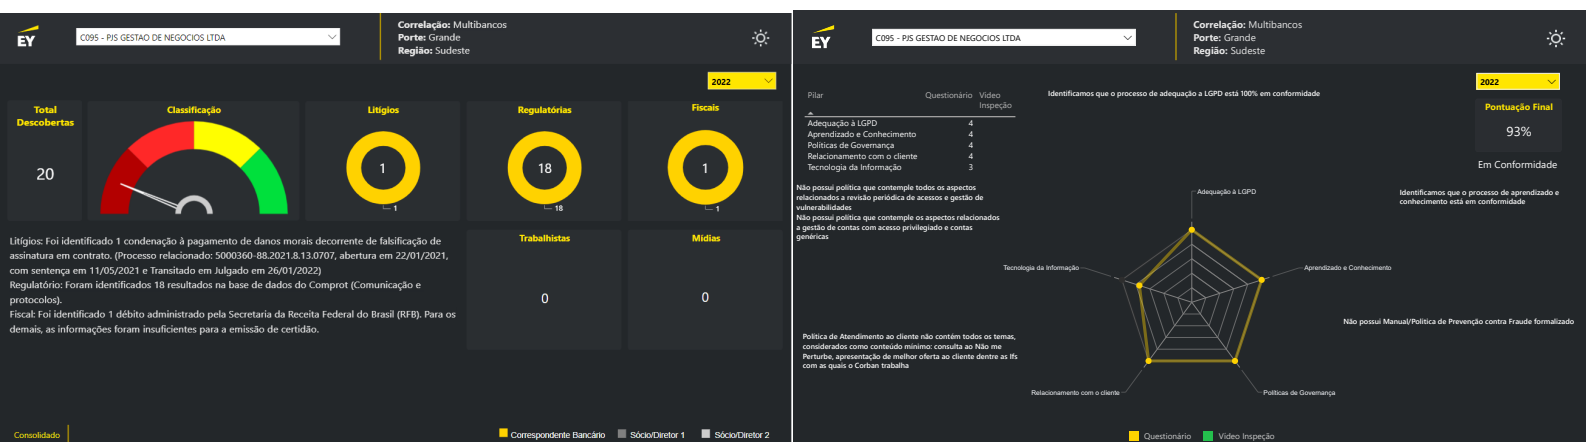 EY
C095 - PJS GESTAO DE NEGOCIOS LTDA
Correlação: Multibancos
Porte: Grande
Região: Sudeste
2022
Total
Descobertas
20
Classificação
Litígios
1
1
Regulatórias
18
18
Fiscais
1
1
Litígios: Foi identificado 1 condenação à pagamento de danos morais decorrente de falsificação de
assinatura em contrato. (Processo relacionado: 5000360-88.2021.8.13.0707, abertura em 22/01/2021,
com sentença em 11/05/2021 e Transitado em Julgado em 26/01/2022)
Regulatório: Foram identificados 18 resultados na base de dados do Comprot (Comunicação e
protocolos).
Fiscal: Foi identificado 1 débito administrado pela Secretaria da Receita Federal do Brasil (RFB). Para os
demais, as informações foram insuficientes para a emissão de certidão.
Trabalhistas
0
Mídias
0
Consolidado
Correspondente Bancário
Sócio/Diretor 1
Sócio/Diretor 2
EY
C095 - PJS GESTAO DE NEGOCIOS LTDA
Correlação: Multibancos
Porte: Grande
Região: Sudeste
2022
Pilar Questionário Vídeo
Inspeção
Adequação à LGPD 4
Aprendizado e Conhecimento 4
Políticas de Governança 4
Relacionamento com o cliente 4
Tecnologia da Informação 3
Identificamos que o processo de adequação a LGPD está 100% em conformidade
Pontuação Final
93%
Em Conformidade
Não possui política que contemple todos os aspectos
relacionados a revisão periódica de acessos e gestão de
vulnerabilidades
Não possui política que contemple os aspectos relacionados
a gestão de contas com acesso privilegiado e contas
genéricas
Identificamos que o processo de aprendizado e
conhecimento está em conformidade
Adequação à LGPD
Tecnologia da Informação
Aprendizado e Conhecimento
Não possui Manual/Política de Prevenção contra Fraude formalizado
Política de Atendimento ao cliente não contém todos os temas,
considerados como conteúdo mínimo: consulta ao Não me
Perturbe, apresentação de melhor oferta ao cliente dentre as Ifs
com as quais o Corban trabalha
Relacionamento com o cliente
Políticas de Governança
Questionário
Vídeo Inspeção